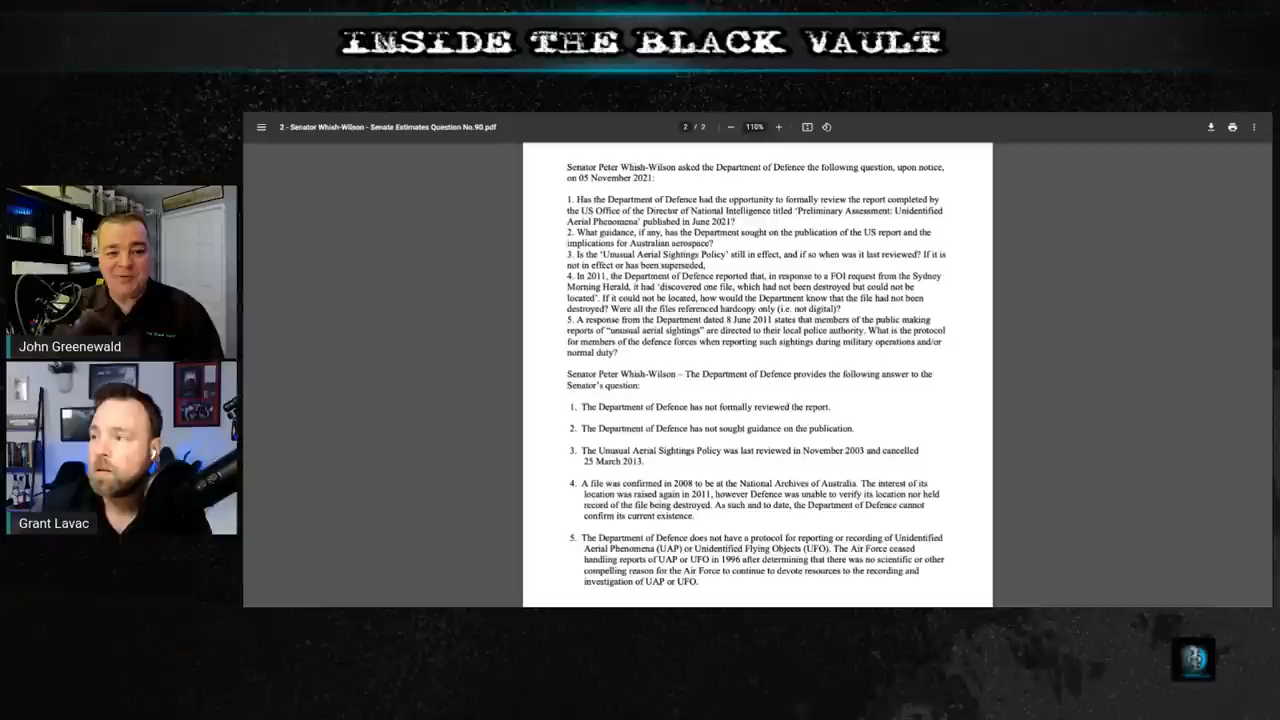 INSIDE THE BLACK VAULT
2 - Senator Whish-Wilson - Senate Estimates Question No.90.pdf
2 / 2
110%
Senator Peter Whish-Wilson asked the Department of Defence the following question, upon notice,
on 05 November 2021:
1. Has the Department of Defence had the opportunity to formally review the report completed by
the US Office of the Director of National Intelligence titled 'Preliminary Assessment: Unidentified
Aerial Phenomena' published in June 2021?
2. What guidance, if any, has the Department sought on the publication of the US report and the
implications for Australian aerospace?
3. Is the 'Unusual Aerial Sightings Policy' still in effect, and if so when was it last reviewed? If it is
not in effect or has been superseded,
4. In 2011, the Department of Defence reported that, in response to a FOI request from the Sydney
Morning Herald, it had 'discovered one file, which had not been destroyed but could not be
located'. If it could not be located, how would the Department know that the file had not been
destroyed? Were all the files referenced hardcopy only (i.e. not digital)?
5. A response from the Department dated 8 June 2011 states that members of the public making
reports of "unusual aerial sightings" are directed to their local police authority. What is the protocol
for members of the defence forces when reporting such sightings during military operations and/or
normal duty?
Senator Peter Whish-Wilson – The Department of Defence provides the following answer to the
Senator's question:
1. The Department of Defence has not formally reviewed the report.
2. The Department of Defence has not sought guidance on the publication.
3. The Unusual Aerial Sightings Policy was last reviewed in November 2003 and cancelled
25 March 2013.
4. A file was confirmed in 2008 to be at the National Archives of Australia. The interest of its
location was raised again in 2011, however Defence was unable to verify its location nor held
record of the file being destroyed. As such and to date, the Department of Defence cannot
confirm its current existence.
5. The Department of Defence does not have a protocol for reporting or recording of Unidentified
Aerial Phenomena (UAP) or Unidentified Flying Objects (UFO). The Air Force ceased
handling reports of UAP or UFO in 1996 after determining that there was no scientific or other
compelling reason for the Air Force to continue to devote resources to the recording and
investigation of UAP or UFO.
John Greenewald
Grant Lavac